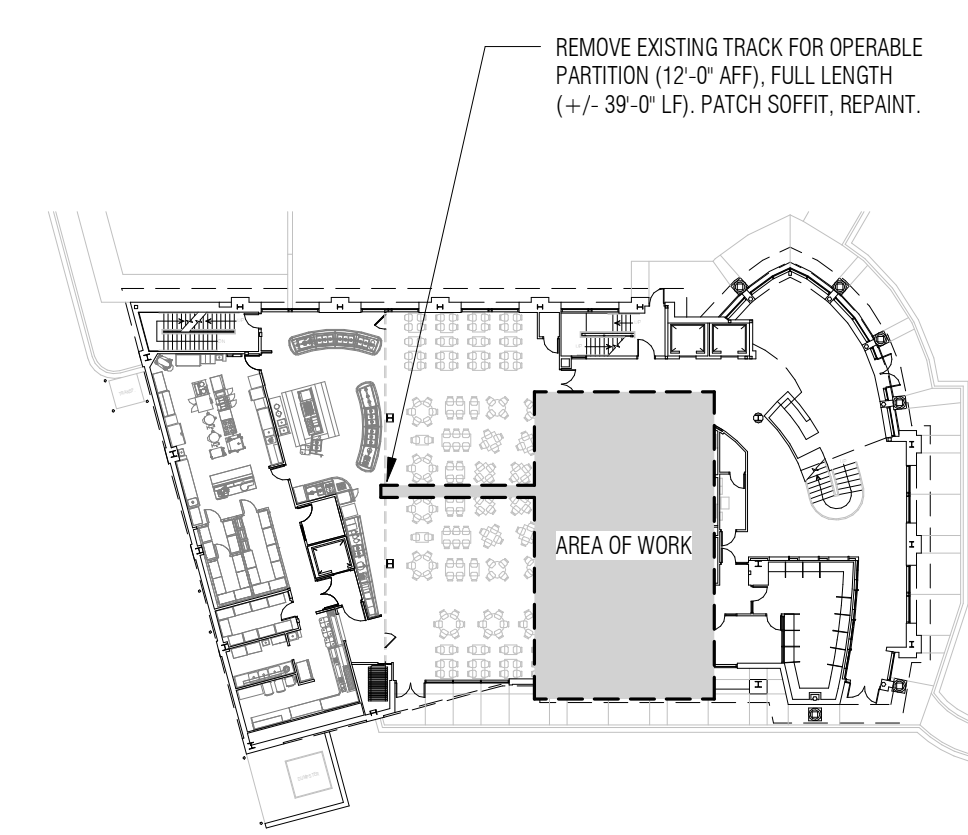 REMOVE EXISTING TRACK FOR OPERABLE
PARTITION (12'-0" AFF), FULL LENGTH
(+/- 39'-0" LF). PATCH SOFFIT, REPAINT.
AREA OF WORK